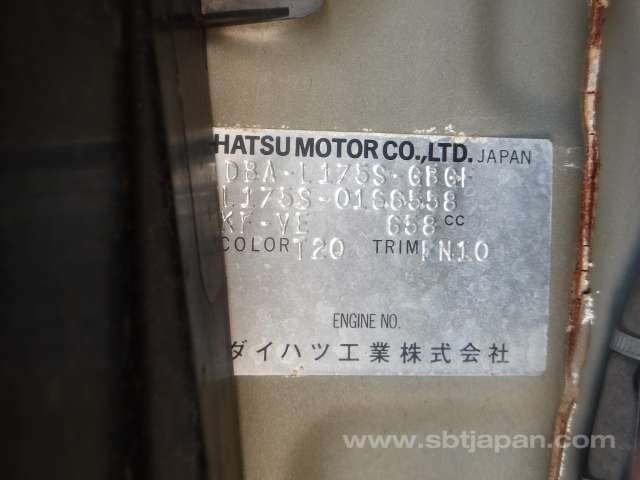 HATSU MOTOR CO.,LTD. JAPAN
DBA-L175S-GBGF
L175S-0166558
KF-VE 658 CC
COLOR T20 TRIM FN10
ENGINE NO.
ダイハツ工業株式会社
www.sbtjapan.com